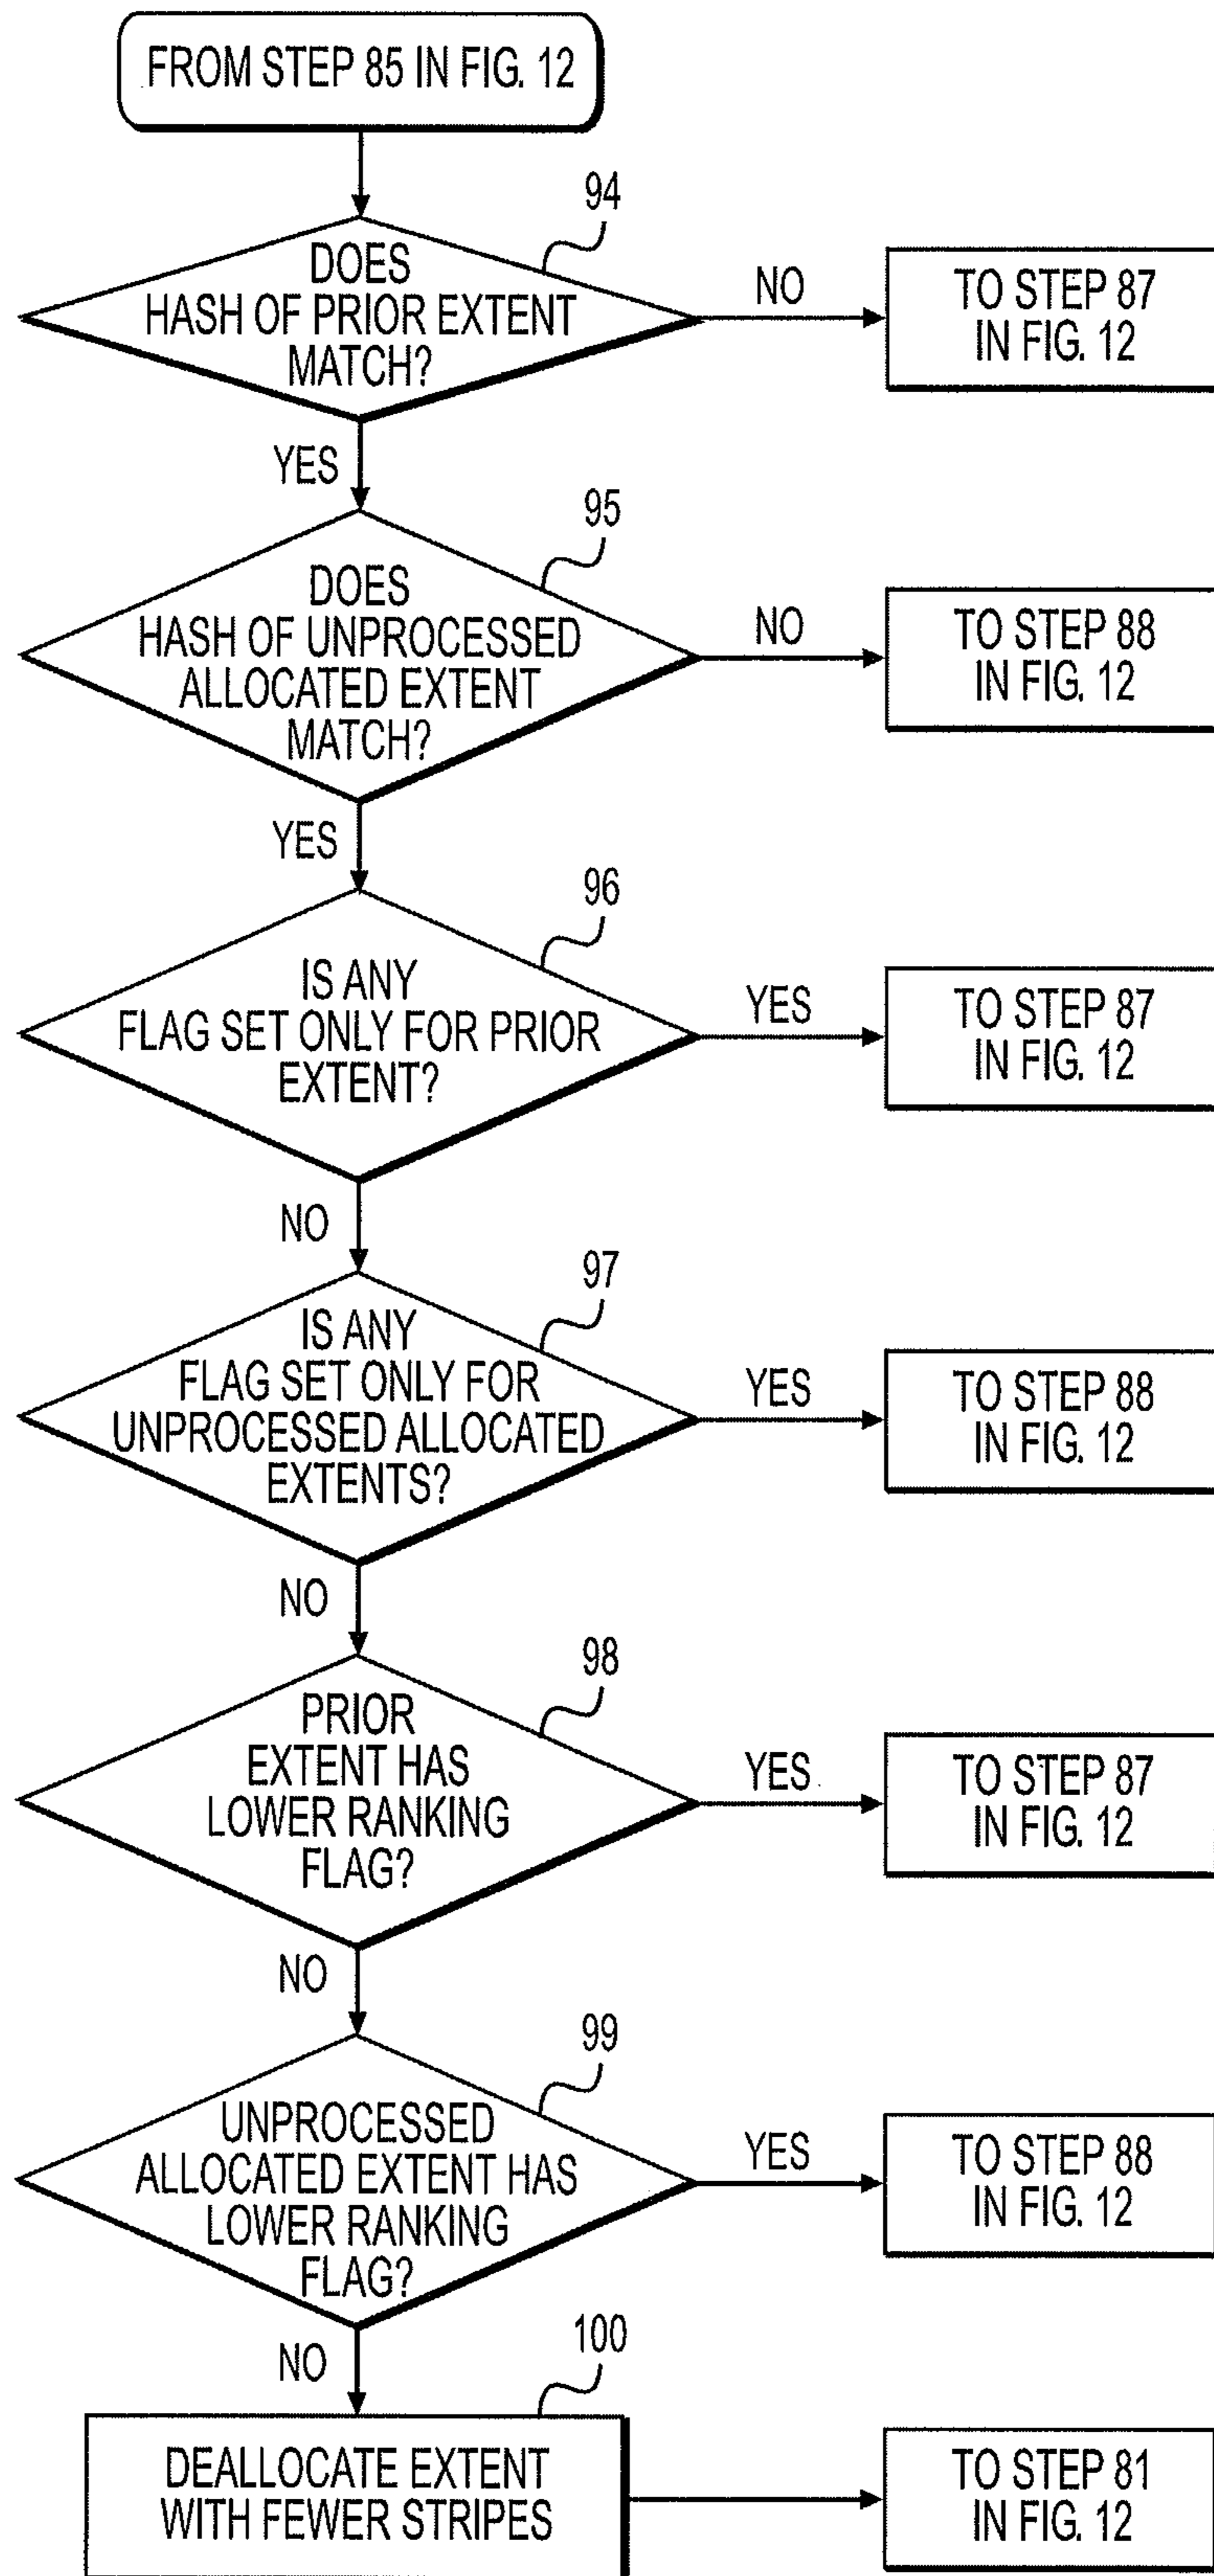 FROM STEP 85 IN FIG. 12
94
DOES
HASH OF PRIOR EXTENT
MATCH?
NO
TO STEP 87
IN FIG. 12
YES
95
DOES
HASH OF UNPROCESSED
ALLOCATED EXTENT
MATCH?
NO
TO STEP 88
IN FIG. 12
YES
96
IS ANY
FLAG SET ONLY FOR PRIOR
EXTENT?
YES
TO STEP 87
IN FIG. 12
NO
97
IS ANY
FLAG SET ONLY FOR
UNPROCESSED ALLOCATED
EXTENTS?
YES
TO STEP 88
IN FIG. 12
NO
98
PRIOR
EXTENT HAS
LOWER RANKING
FLAG?
YES
TO STEP 87
IN FIG. 12
NO
99
UNPROCESSED
ALLOCATED EXTENT HAS
LOWER RANKING
FLAG?
YES
TO STEP 88
IN FIG. 12
NO
100
DEALLOCATE EXTENT
WITH FEWER STRIPES
TO STEP 81
IN FIG. 12